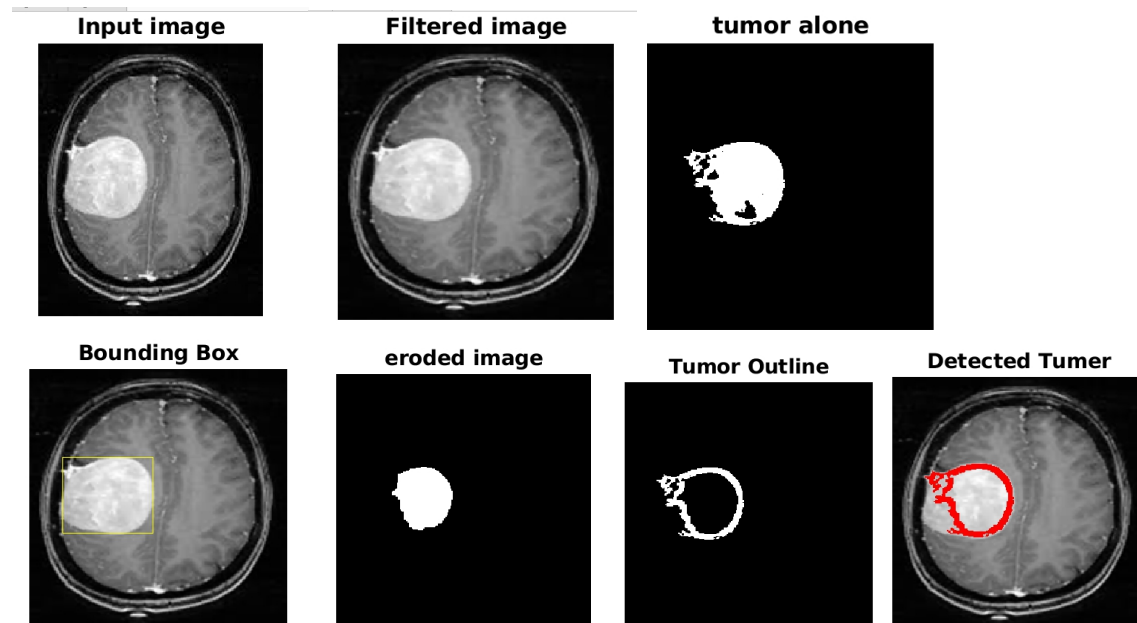 Input image
Filtered image
tumor alone
Bounding Box
eroded image
Tumor Outline
Detected Tumer